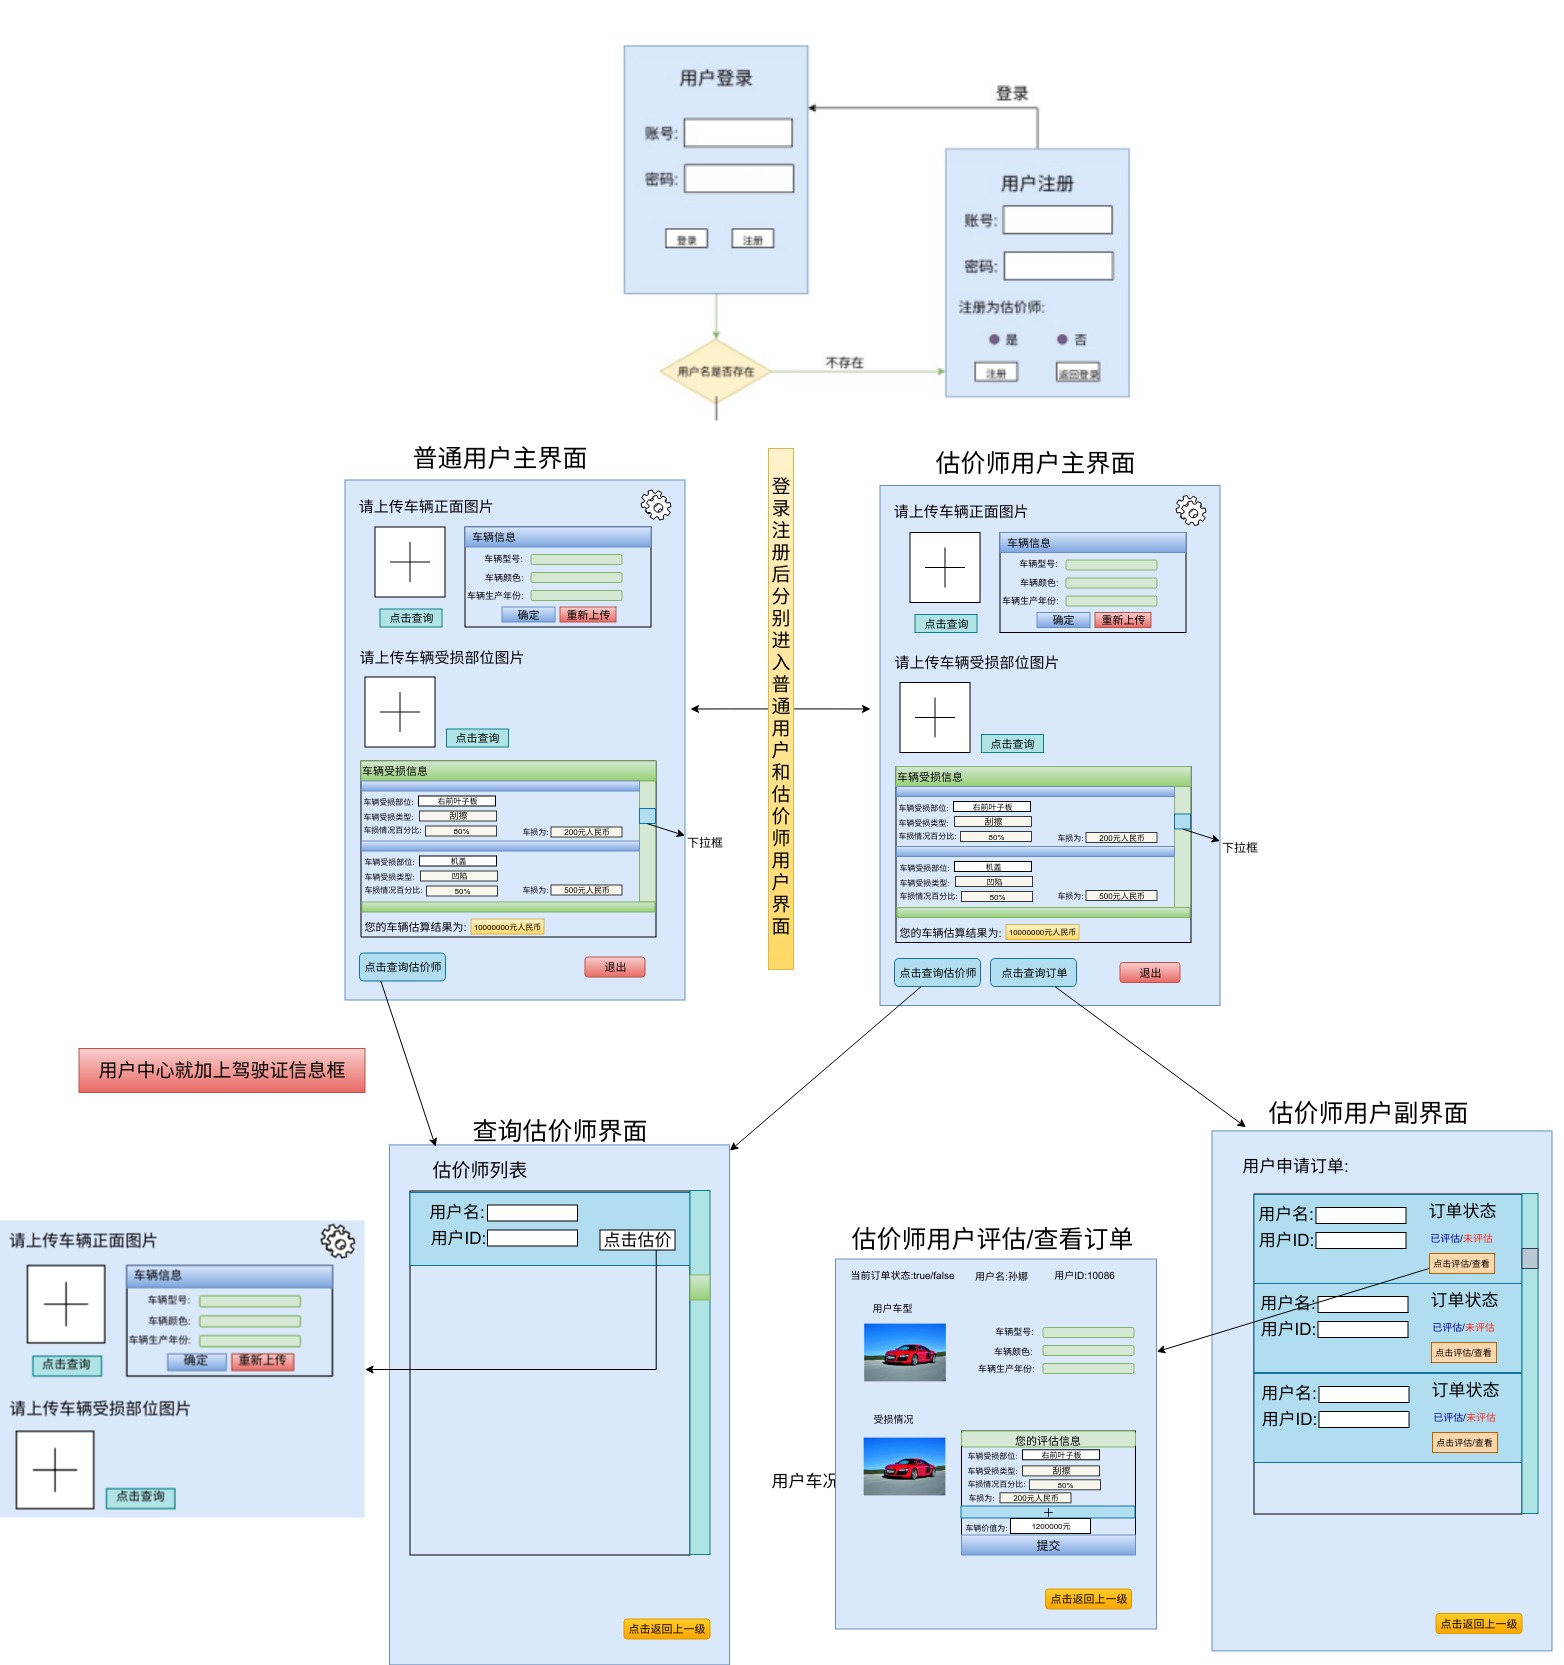 用户登录
账号:
密码:
登录
注册
登录
用户注册
账号:
密码:
注册为估价师:
是
否
注册
返回登录
用户名是否存在
不存在
普通用户主界面
请上传车辆正面图片
车辆信息
车辆型号:
车辆颜色:
车辆生产年份:
确定
重新上传
点击查询
请上传车辆受损部位图片
点击查询
车辆受损信息
车辆受损部位:
右前叶子板
车辆受损类型:
刮擦
车损情况百分比:
80%
车损为:
200元人民币
下拉框
车辆受损部位:
机盖
车辆受损类型:
凹陷
车损情况百分比:
50%
车损为:
500元人民币
您的车辆估算结果为:
10000000元人民币
点击查询估价师
退出
登录注册后分别进入普通用户和估价师用户界面
估价师用户主界面
请上传车辆正面图片
车辆信息
车辆型号:
车辆颜色:
车辆生产年份:
确定
重新上传
点击查询
请上传车辆受损部位图片
点击查询
车辆受损信息
车辆受损部位:
右前叶子板
车辆受损类型:
刮擦
车损情况百分比:
80%
车损为:
200元人民币
下拉框
车辆受损部位:
机盖
车辆受损类型:
凹陷
车损情况百分比:
50%
车损为:
500元人民币
您的车辆估算结果为:
10000000元人民币
点击查询估价师
点击查询订单
退出
用户中心就加上驾驶证信息框
请上传车辆正面图片
车辆信息
车辆型号:
车辆颜色:
车辆生产年份:
确定
重新上传
点击查询
请上传车辆受损部位图片
点击查询
查询估价师界面
估价师列表
用户名:
用户ID:
点击估价
点击返回上一级
估价师用户评估/查看订单
当前订单状态:true/false
用户名:孙娜
用户ID:10086
用户车型
车辆型号:
车辆颜色:
车辆生产年份:
受损情况
用户车况
您的评估信息
车辆受损部位:
右前叶子板
车辆受损类型:
刮擦
车损情况百分比:
80%
车损为:
200元人民币
车辆价值为:
1200000元
提交
点击返回上一级
估价师用户副界面
用户申请订单:
用户名:
订单状态
用户ID:
已评估/未评估
点击评估/查看
用户名:
订单状态
用户ID:
已评估/未评估
点击评估/查看
用户名:
订单状态
用户ID:
已评估/未评估
点击评估/查看
点击返回上一级